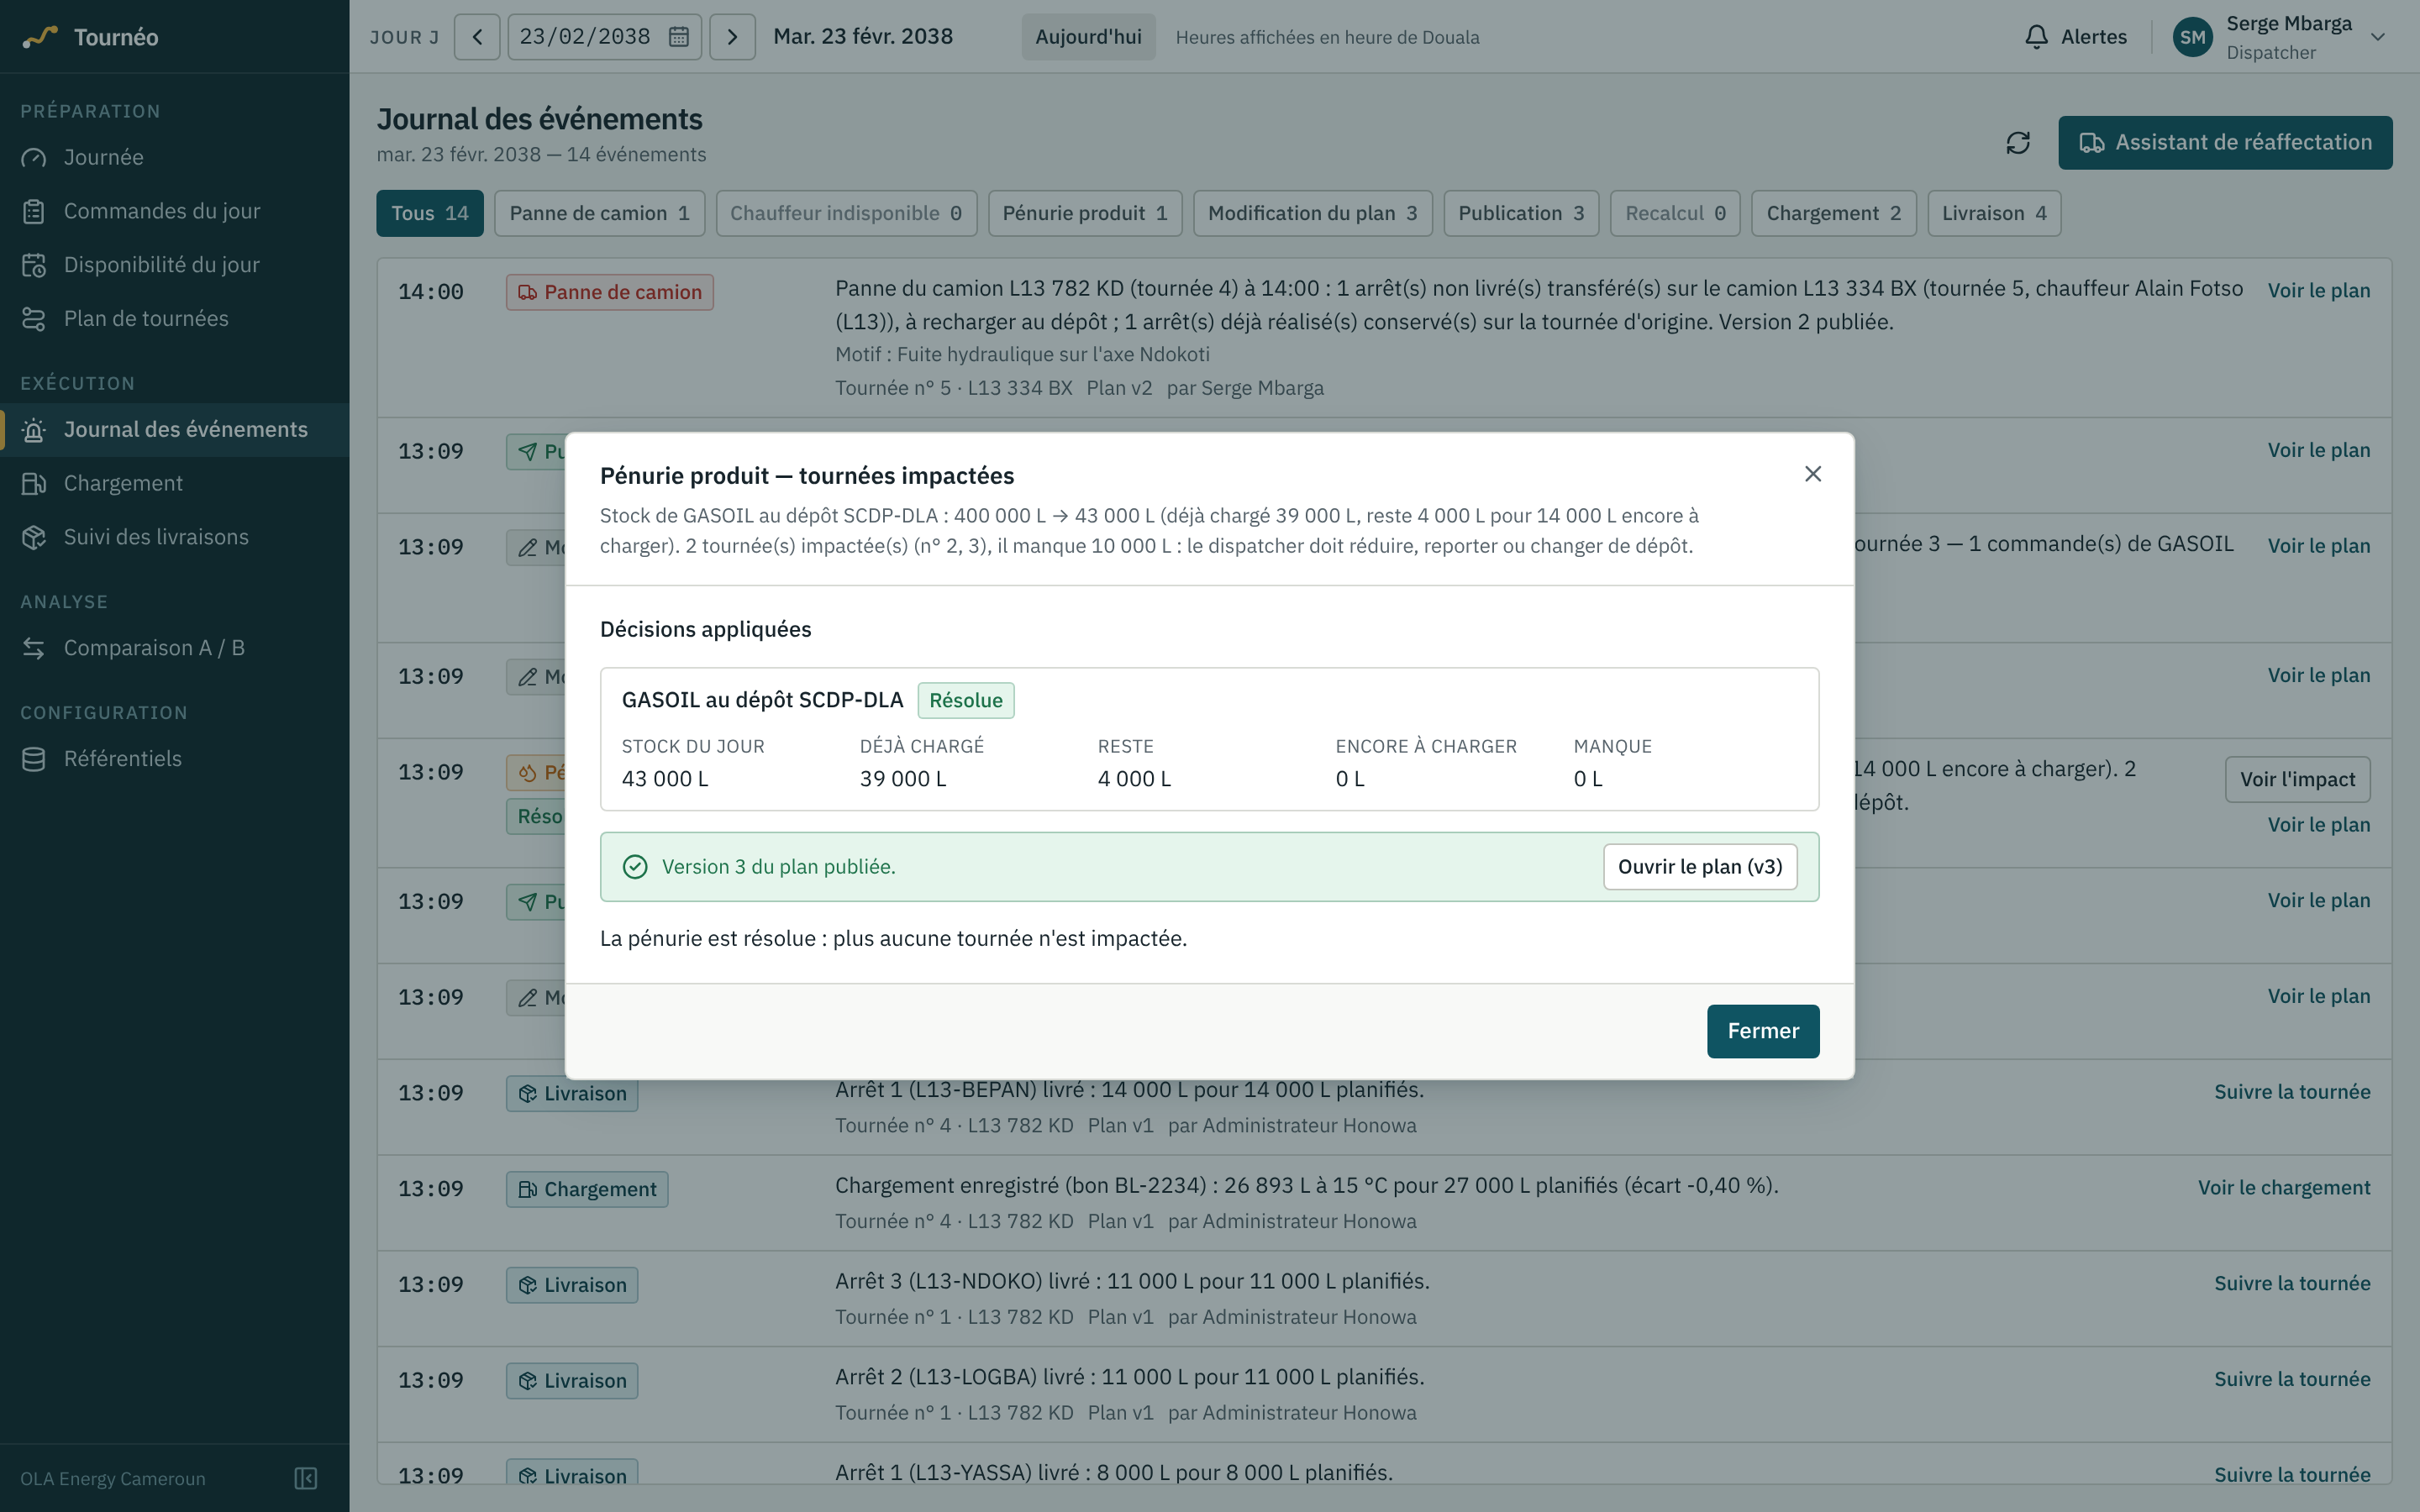 Tournéo
JOUR J
23/02/2038
Mar. 23 févr. 2038
Aujourd'hui
Heures affichées en heure de Douala
Alertes
SM
Serge Mbarga
Dispatcher
PRÉPARATION
Journée
Commandes du jour
Disponibilité du jour
Plan de tournées
EXÉCUTION
Journal des événements
Chargement
Suivi des livraisons
ANALYSE
Comparaison A / B
CONFIGURATION
Référentiels
OLA Energy Cameroun
Journal des événements
mar. 23 févr. 2038 — 14 événements
Assistant de réaffectation
Tous 14
Panne de camion 1
Chauffeur indisponible 0
Pénurie produit 1
Modification du plan 3
Publication 3
Recalcul 0
Chargement 2
Livraison 4
14:00
Panne de camion
Panne du camion L13 782 KD (tournée 4) à 14:00 : 1 arrêt(s) non livré(s) transféré(s) sur le camion L13 334 BX (tournée 5, chauffeur Alain Fotso
(L13)), à recharger au dépôt ; 1 arrêt(s) déjà réalisé(s) conservé(s) sur la tournée d'origine. Version 2 publiée.
Motif : Fuite hydraulique sur l'axe Ndokoti
Tournée n° 5 · L13 334 BX Plan v2 par Serge Mbarga
Voir le plan
13:09
Pu
Voir le plan
13:09
Mo
ournée 3 — 1 commande(s) de GASOIL
Voir le plan
13:09
Mo
Voir le plan
13:09
Pé
Réso
14 000 L encore à charger). 2
dépôt.
Voir l'impact
Voir le plan
13:09
Pu
Voir le plan
13:09
Mo
Voir le plan
Pénurie produit — tournées impactées
Stock de GASOIL au dépôt SCDP-DLA : 400 000 L → 43 000 L (déjà chargé 39 000 L, reste 4 000 L pour 14 000 L encore à
charger). 2 tournée(s) impactée(s) (n° 2, 3), il manque 10 000 L : le dispatcher doit réduire, reporter ou changer de dépôt.
Décisions appliquées
GASOIL au dépôt SCDP-DLA
Résolue
STOCK DU JOUR
43 000 L
DÉJÀ CHARGÉ
39 000 L
RESTE
4 000 L
ENCORE À CHARGER
0 L
MANQUE
0 L
Version 3 du plan publiée.
Ouvrir le plan (v3)
La pénurie est résolue : plus aucune tournée n'est impactée.
Fermer
13:09
Livraison
Arrêt 1 (L13-BEPAN) livré : 14 000 L pour 14 000 L planifiés.
Tournée n° 4 · L13 782 KD Plan v1 par Administrateur Honowa
Suivre la tournée
13:09
Chargement
Chargement enregistré (bon BL-2234) : 26 893 L à 15 °C pour 27 000 L planifiés (écart -0,40 %).
Tournée n° 4 · L13 782 KD Plan v1 par Administrateur Honowa
Voir le chargement
13:09
Livraison
Arrêt 3 (L13-NDOKO) livré : 11 000 L pour 11 000 L planifiés.
Tournée n° 1 · L13 782 KD Plan v1 par Administrateur Honowa
Suivre la tournée
13:09
Livraison
Arrêt 2 (L13-LOGBA) livré : 11 000 L pour 11 000 L planifiés.
Tournée n° 1 · L13 782 KD Plan v1 par Administrateur Honowa
Suivre la tournée
13:09
Livraison
Arrêt 1 (L13-YASSA) livré : 8 000 L pour 8 000 L planifiés.
Suivre la tournée